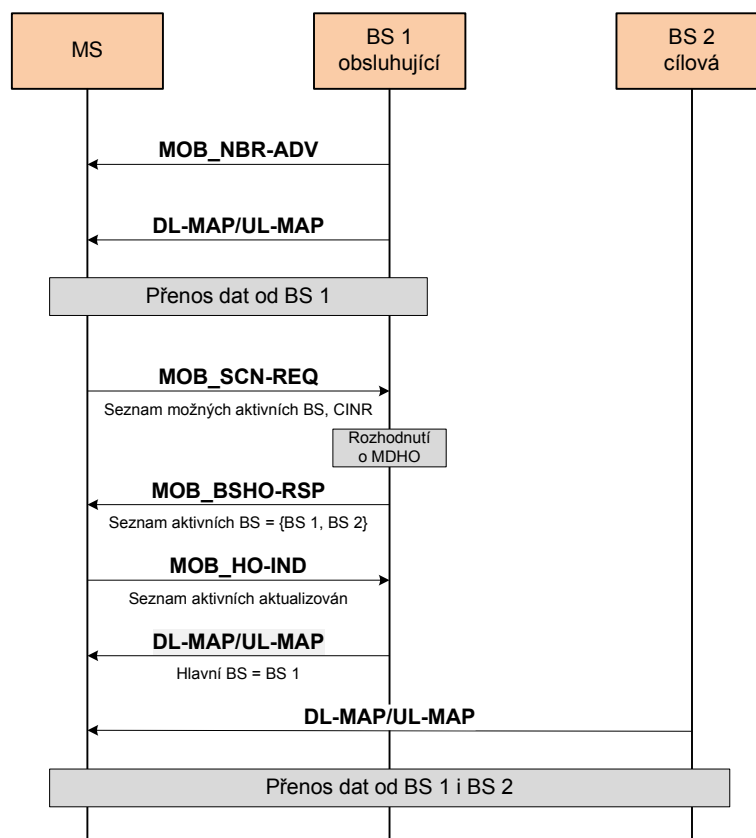 MS
BS 1
obsluhující
BS 2
cílová
MOB_NBR-ADV
DL-MAP/UL-MAP
Přenos dat od BS 1
MOB_SCN-REQ
Seznam možných aktivních BS, CINR
Rozhodnutí
o MDHO
MOB_BSHO-RSP
Seznam aktivních BS = {BS 1, BS 2}
MOB_HO-IND
Seznam aktivních aktualizován
DL-MAP/UL-MAP
Hlavní BS = BS 1
DL-MAP/UL-MAP
Přenos dat od BS 1 i BS 2